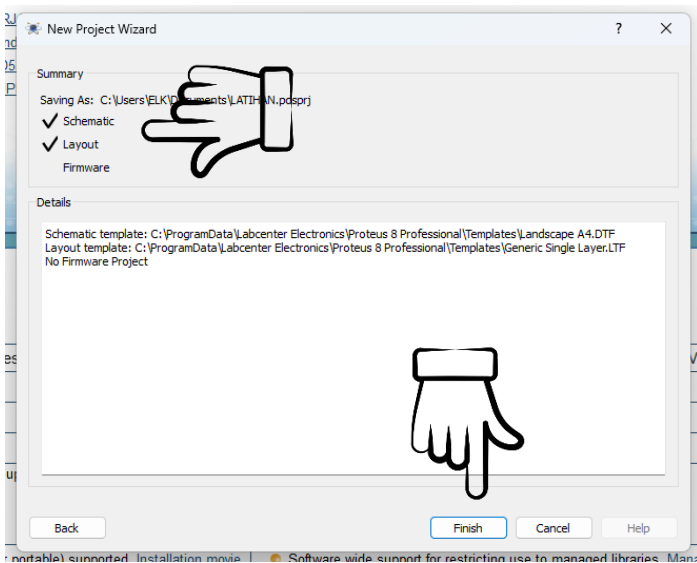 New Project Wizard
Summary
Saving As: C:\Users\ELK\Documents\LATIHAN.pdsprj
Schematic
Layout
Firmware
Details
Schematic template: C:\ProgramData\Labcenter Electronics\Proteus 8 Professional\Templates\Landscape A4.DTF
Layout template: C:\ProgramData\Labcenter Electronics\Proteus 8 Professional\Templates\Generic Single Layer.LTF
No Firmware Project
Back Finish Cancel Help
portable) supported. Installation movie Software wide support for restricting use to managed libraries.